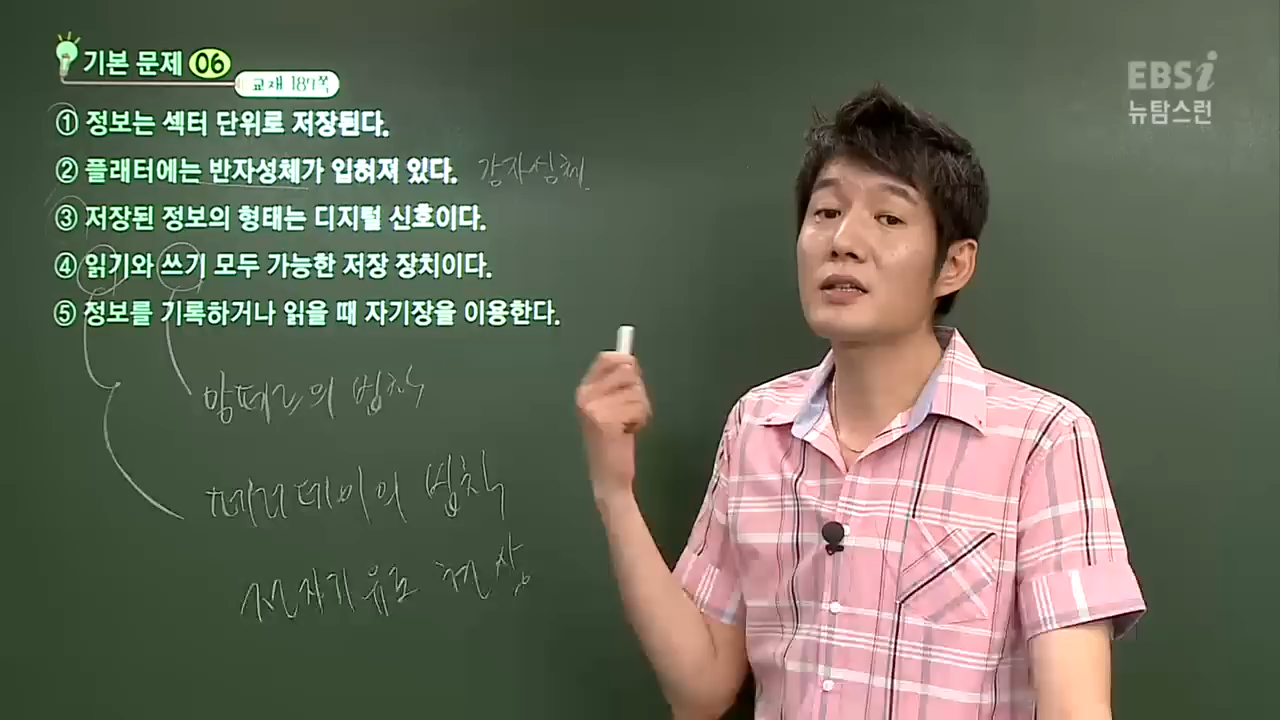 기본 문제 06
교재 187쪽
① 정보는 섹터 단위로 저장된다.
② 플래터에는 반자성체가 입혀져 있다. 강자성체
③ 저장된 정보의 형태는 디지털 신호이다.
④ 읽기와 쓰기 모두 가능한 저장 장치이다.
⑤ 정보를 기록하거나 읽을 때 자기장을 이용한다.
앙페르의 법칙
패러데이의 법칙
전자기유도 현상
EBSi
뉴탐스런